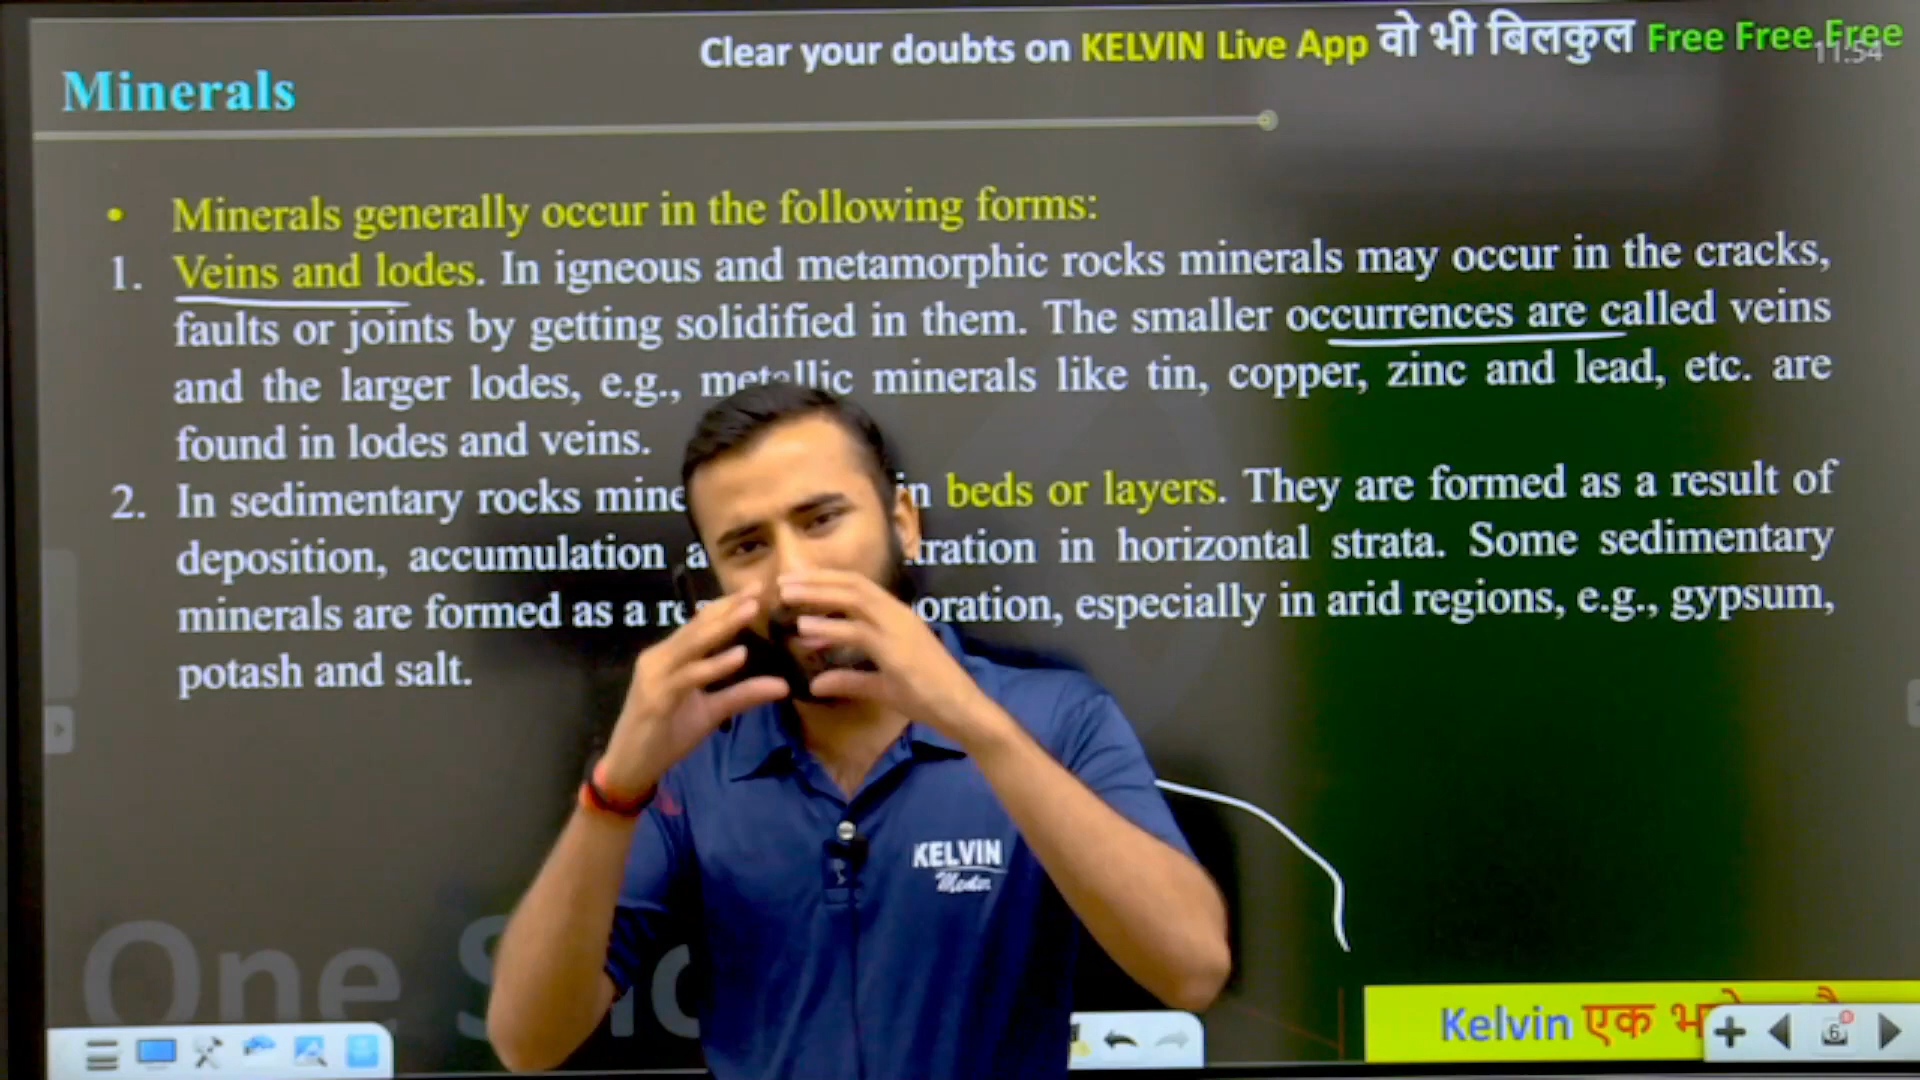 Clear your doubts on KELVIN Live App वो भी बिलकुल Free Free Free
11:54
Minerals
• Minerals generally occur in the following forms:
1. Veins and lodes. In igneous and metamorphic rocks minerals may occur in the cracks,
faults or joints by getting solidified in them. The smaller occurrences are called veins
and the larger lodes, e.g., metallic minerals like tin, copper, zinc and lead, etc. are
found in lodes and veins.
2. In sedimentary rocks in beds or layers. They are formed as a result of
deposition, accumulation in horizontal strata. Some sedimentary
minerals are formed as a especially in arid regions, e.g., gypsum,
potash and salt.
KELVIN
Mentor
One
Kelvin एक
6